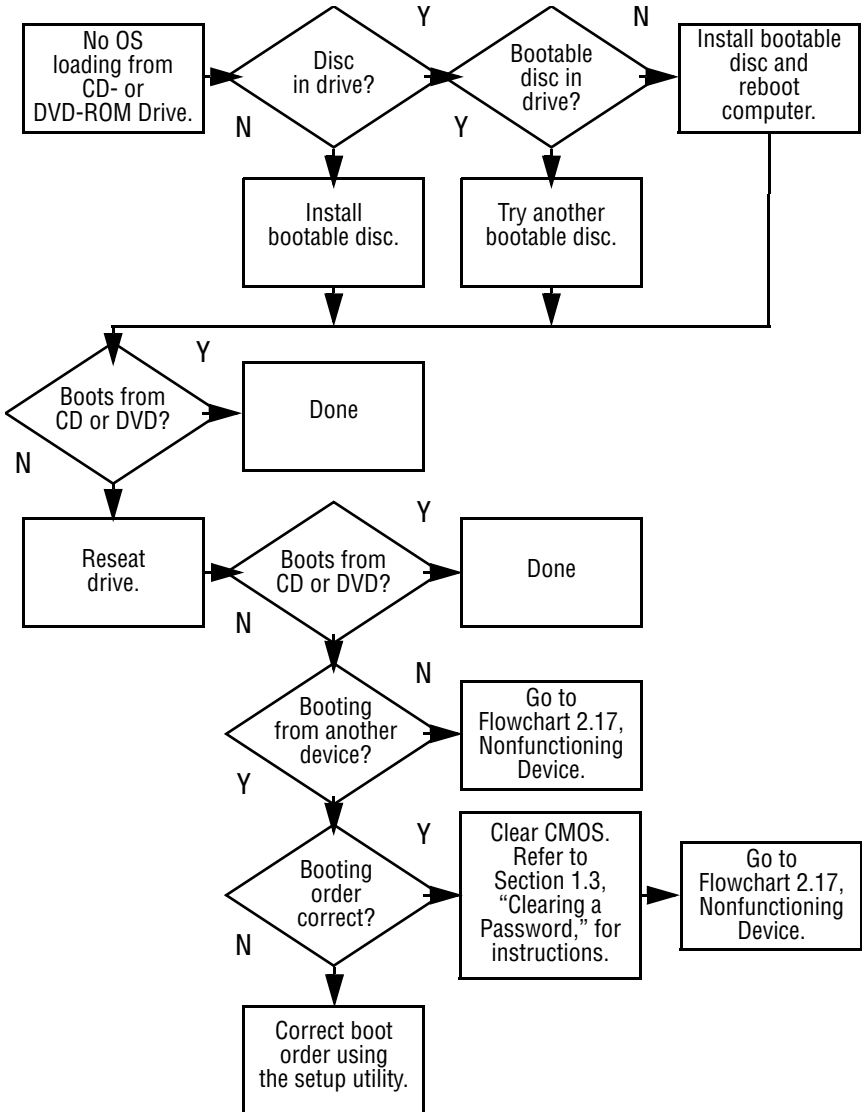 No OS
loading from
CD- or
DVD-ROM Drive.
Y
Disc
in drive?
N
N
Bootable
disc in
drive?
Y
Install bootable
disc and
reboot
computer.
Install
bootable disc.
Try another
bootable disc.
Y
Boots from
CD or DVD?
N
Done
Reseat
drive.
Y
Boots from
CD or DVD?
N
Done
N
Booting
from another
device?
Y
Go to
Flowchart 2.17,
Nonfunctioning
Device.
Y
Booting
order
correct?
N
Clear CMOS.
Refer to
Section 1.3,
“Clearing a
Password,” for
instructions.
Go to
Flowchart 2.17,
Nonfunctioning
Device.
Correct boot
order using
the setup utility.